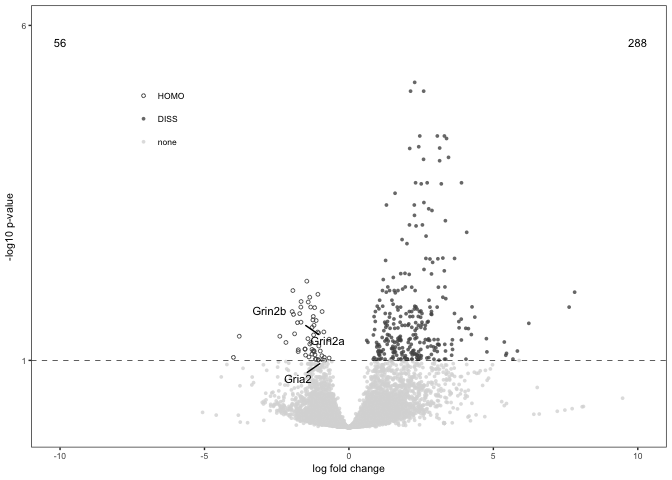 6
56
288
HOMO
DISS
none
-log10 p-value
Grin2b
Grin2a
1
Gria2
-10
-5
0
5
10
log fold change